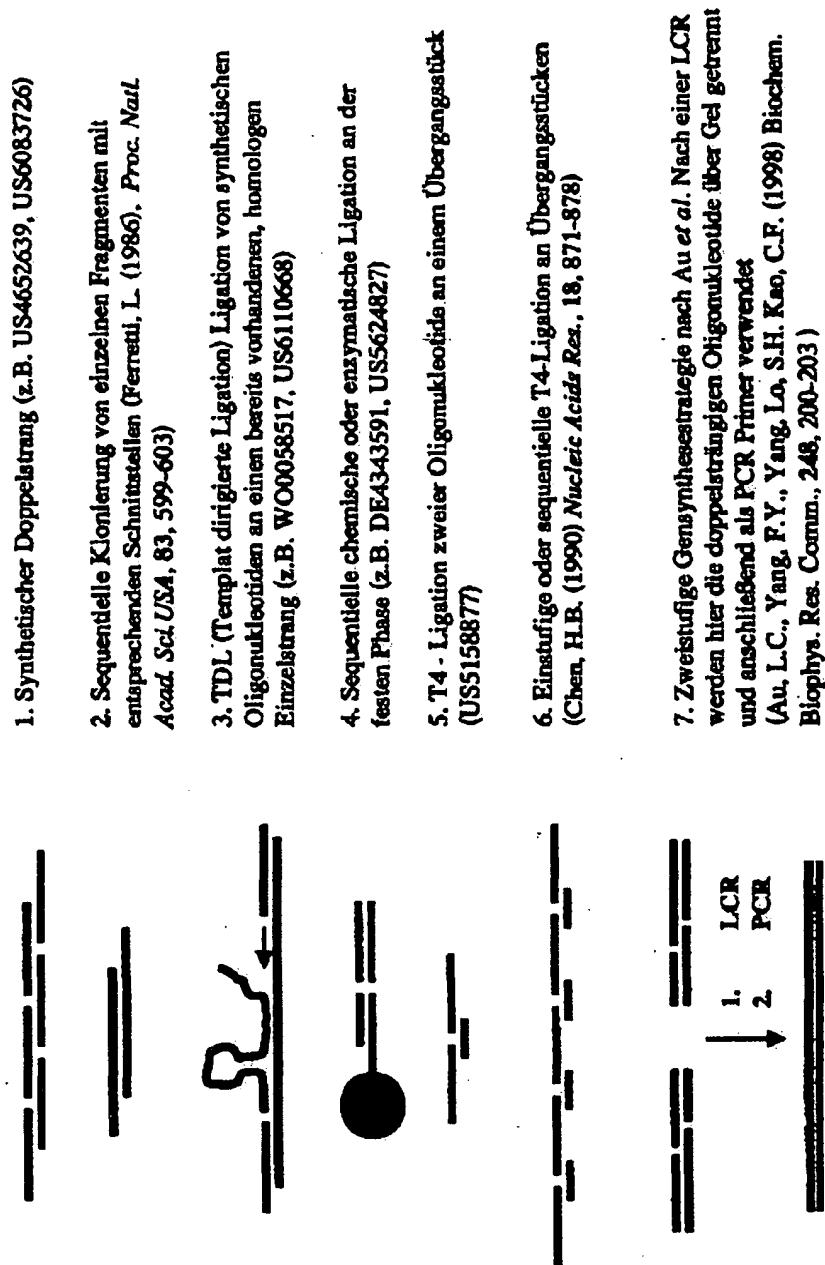 1. Synthetischer Doppelstrang (z.B. US4652639, US6083726)
2. Sequentielle Klonierung von einzelnen Fragmenten mit
entsprechenden Schnittstellen (Ferretti, L. (1986), Proc. Natl.
Acad. Sci. USA, 83, 599-603)
3. TDL (Templat dirigierte Ligation) Ligation von synthetischen
Oligonukleotiden an einen bereits vorhandenen, homologen
Einzelstrang (z.B. WO0058517, US6110668)
4. Sequentielle chemische oder enzymatische Ligation an der
festen Phase (z.B. DE4343591, US5624827)
5. T4 - Ligation zweier Oligonukleotide an einem Übergangsstück
(US5158877)
6. Einstufige oder sequentielle T4-Ligation an Übergangsstücken
(Chen, H.B. (1990) Nucleic Acids Res., 18, 871-878)
7. Zweistufige Gensynthesestrategie nach Au et al. Nach einer LCR
werden hier die doppelsträngigen Oligonukleotide über Gel getrennt
und anschließend als PCR Primer verwendet
(Au, L.C., Yang, F.Y., Yang, Lo, S.H. Kao, C.F. (1998) Biochem.
Biophys. Res. Comm., 248, 200-203 )
1. LCR
2. PCR